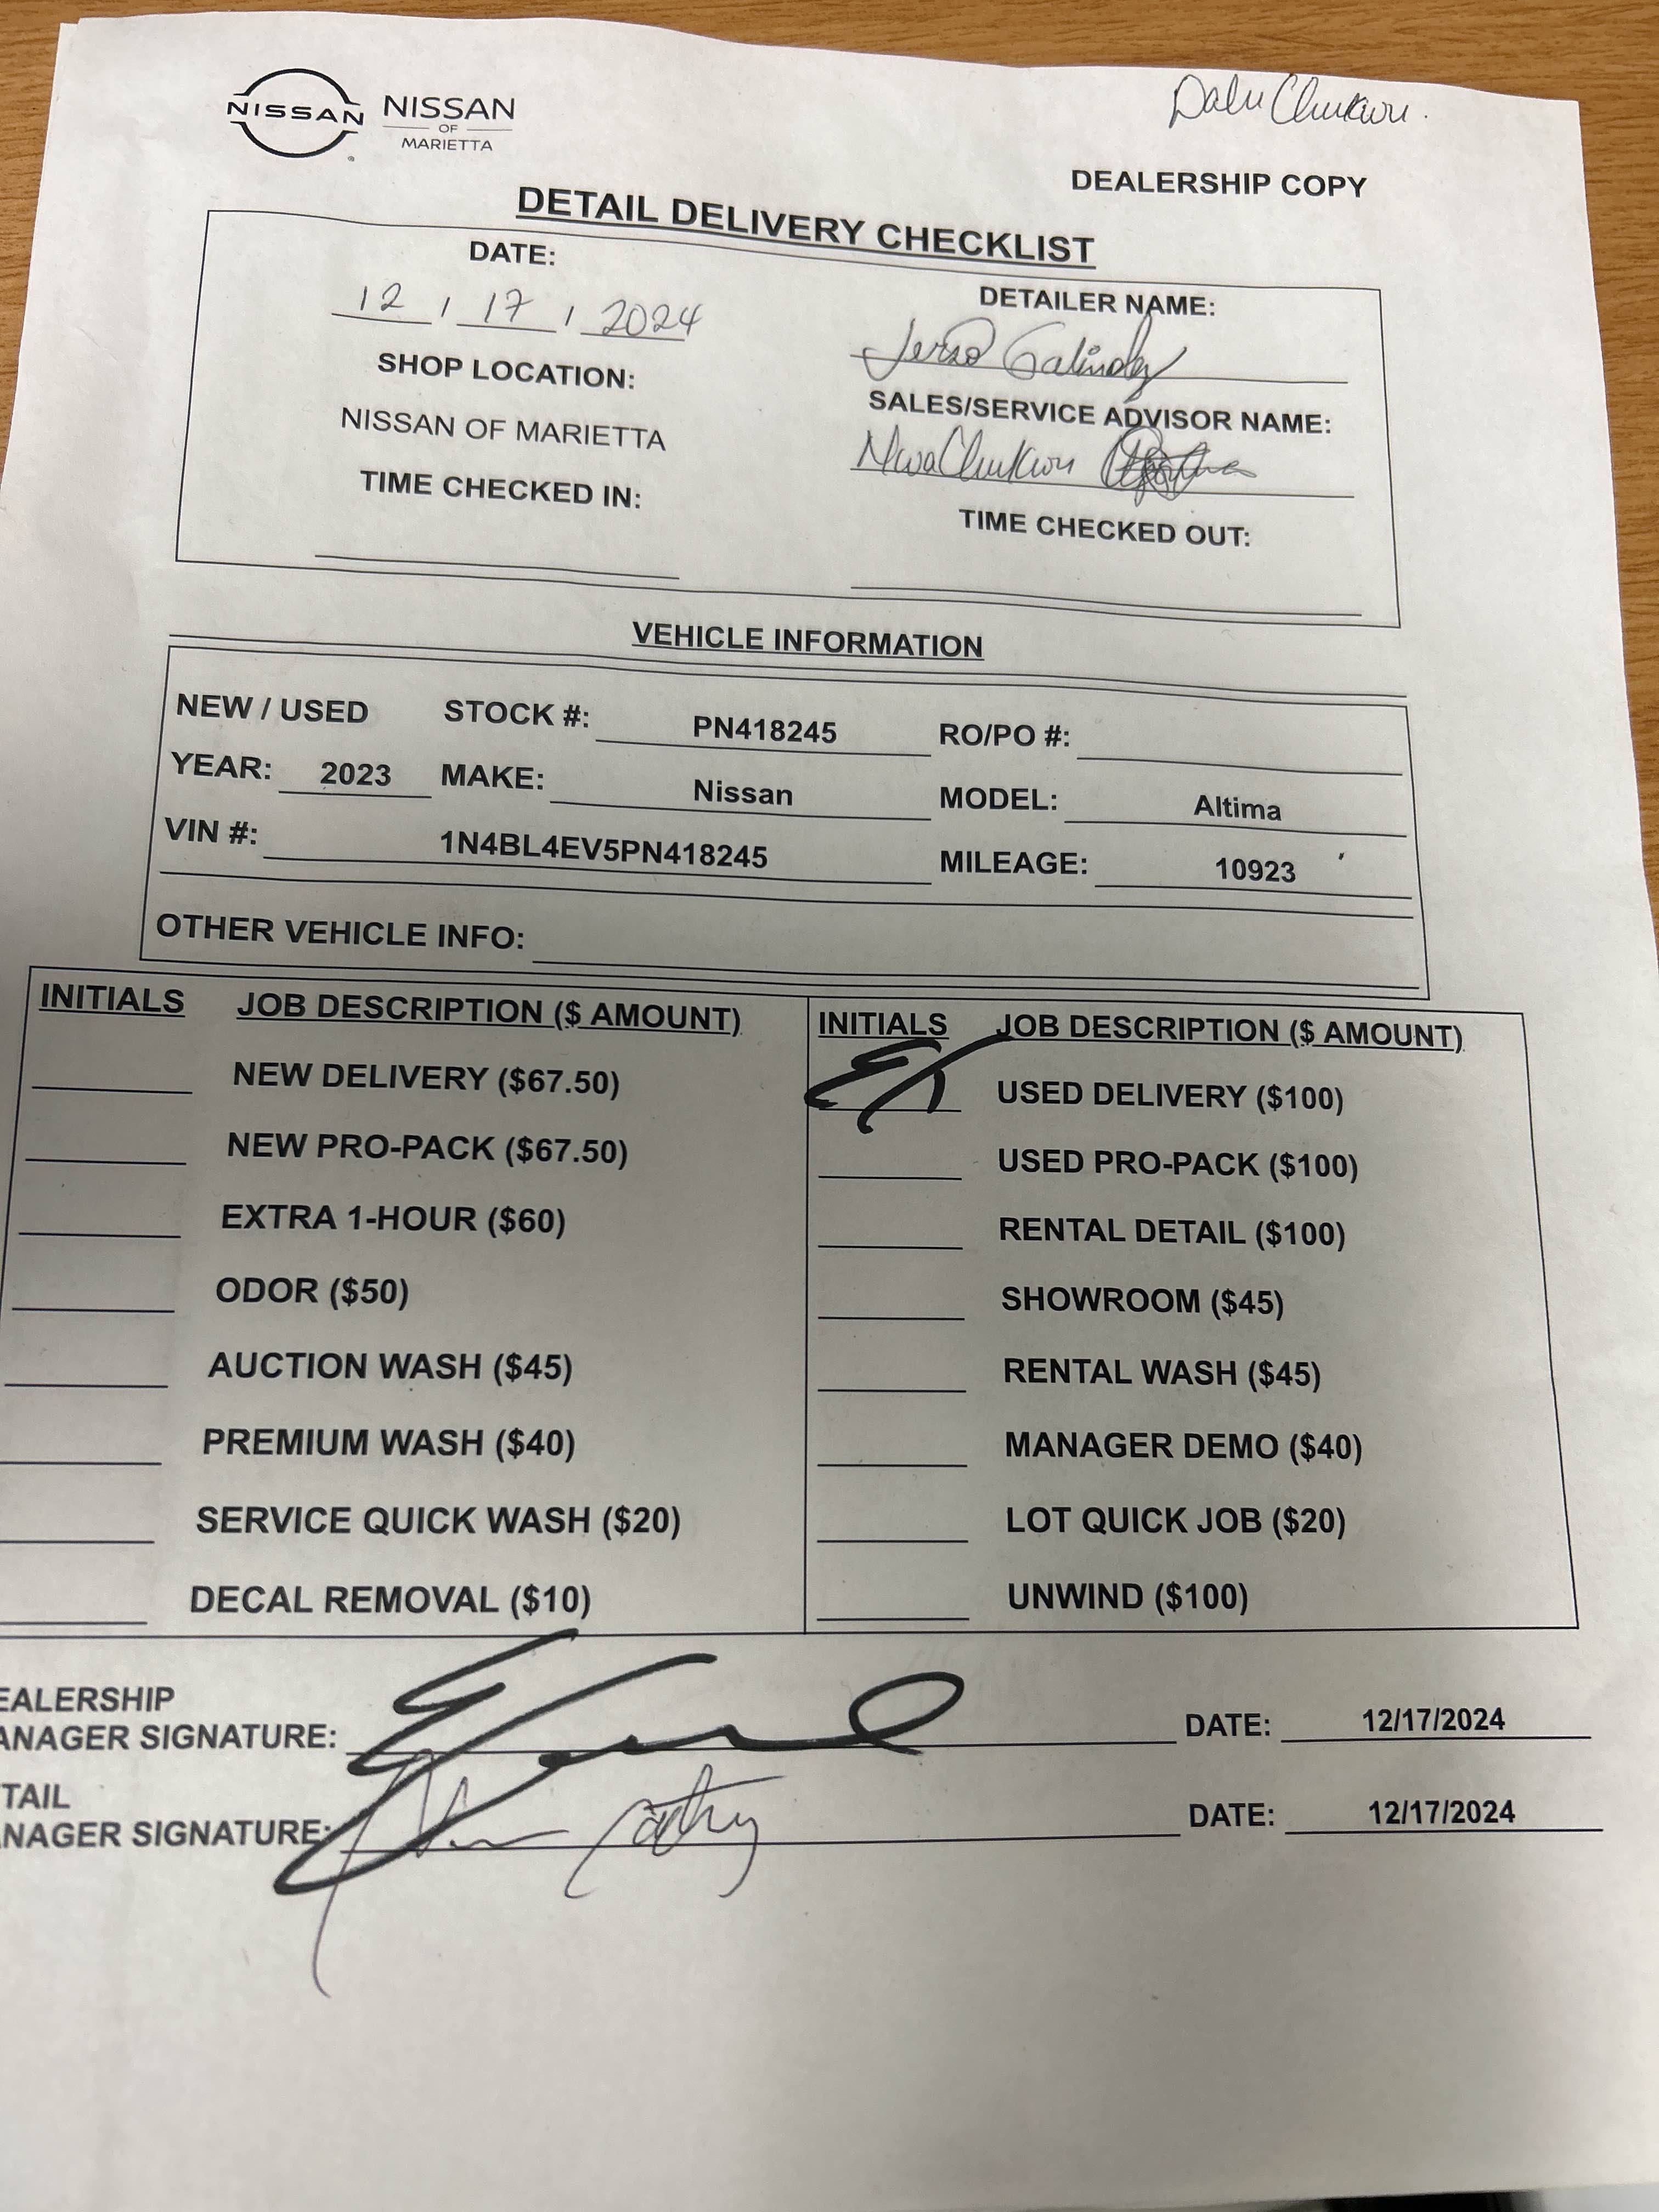 Dalu Chukwu.
NISSAN NISSAN
OF
MARIETTA
DEALERSHIP COPY
DETAIL DELIVERY CHECKLIST
DATE:
12 / 17 / 2024
DETAILER NAME:
Galindez
SHOP LOCATION:
NISSAN OF MARIETTA
SALES/SERVICE ADVISOR NAME:
NwaChukwu
TIME CHECKED IN:
TIME CHECKED OUT:
VEHICLE INFORMATION
NEW / USED STOCK #: PN418245 RO/PO #:
YEAR: 2023 MAKE: Nissan MODEL: Altima
VIN #: 1N4BL4EV5PN418245 MILEAGE: 10923
OTHER VEHICLE INFO:
INITIALS JOB DESCRIPTION ($ AMOUNT)
NEW DELIVERY ($67.50)
NEW PRO-PACK ($67.50)
EXTRA 1-HOUR ($60)
ODOR ($50)
AUCTION WASH ($45)
PREMIUM WASH ($40)
SERVICE QUICK WASH ($20)
DECAL REMOVAL ($10)
INITIALS JOB DESCRIPTION ($ AMOUNT)
USED DELIVERY ($100)
USED PRO-PACK ($100)
RENTAL DETAIL ($100)
SHOWROOM ($45)
RENTAL WASH ($45)
MANAGER DEMO ($40)
LOT QUICK JOB ($20)
UNWIND ($100)
EALERSHIP
ANAGER SIGNATURE: DATE: 12/17/2024
TAIL
NAGER SIGNATURE: DATE: 12/17/2024